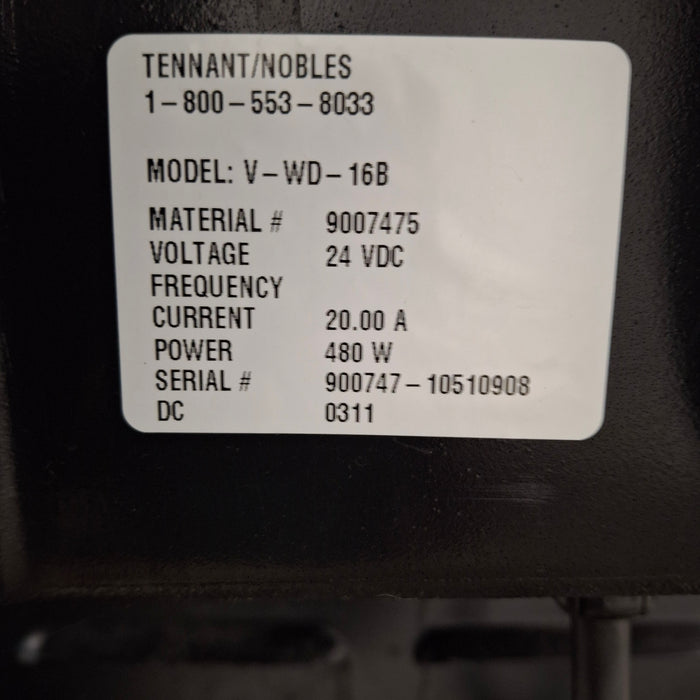 TENNANT/NOBLES
1-800-553-8033
MODEL: V-WD-16B
MATERIAL # 9007475
VOLTAGE 24 VDC
FREQUENCY
CURRENT 20.00 A
POWER 480 W
SERIAL # 900747-10510908
DC 0311